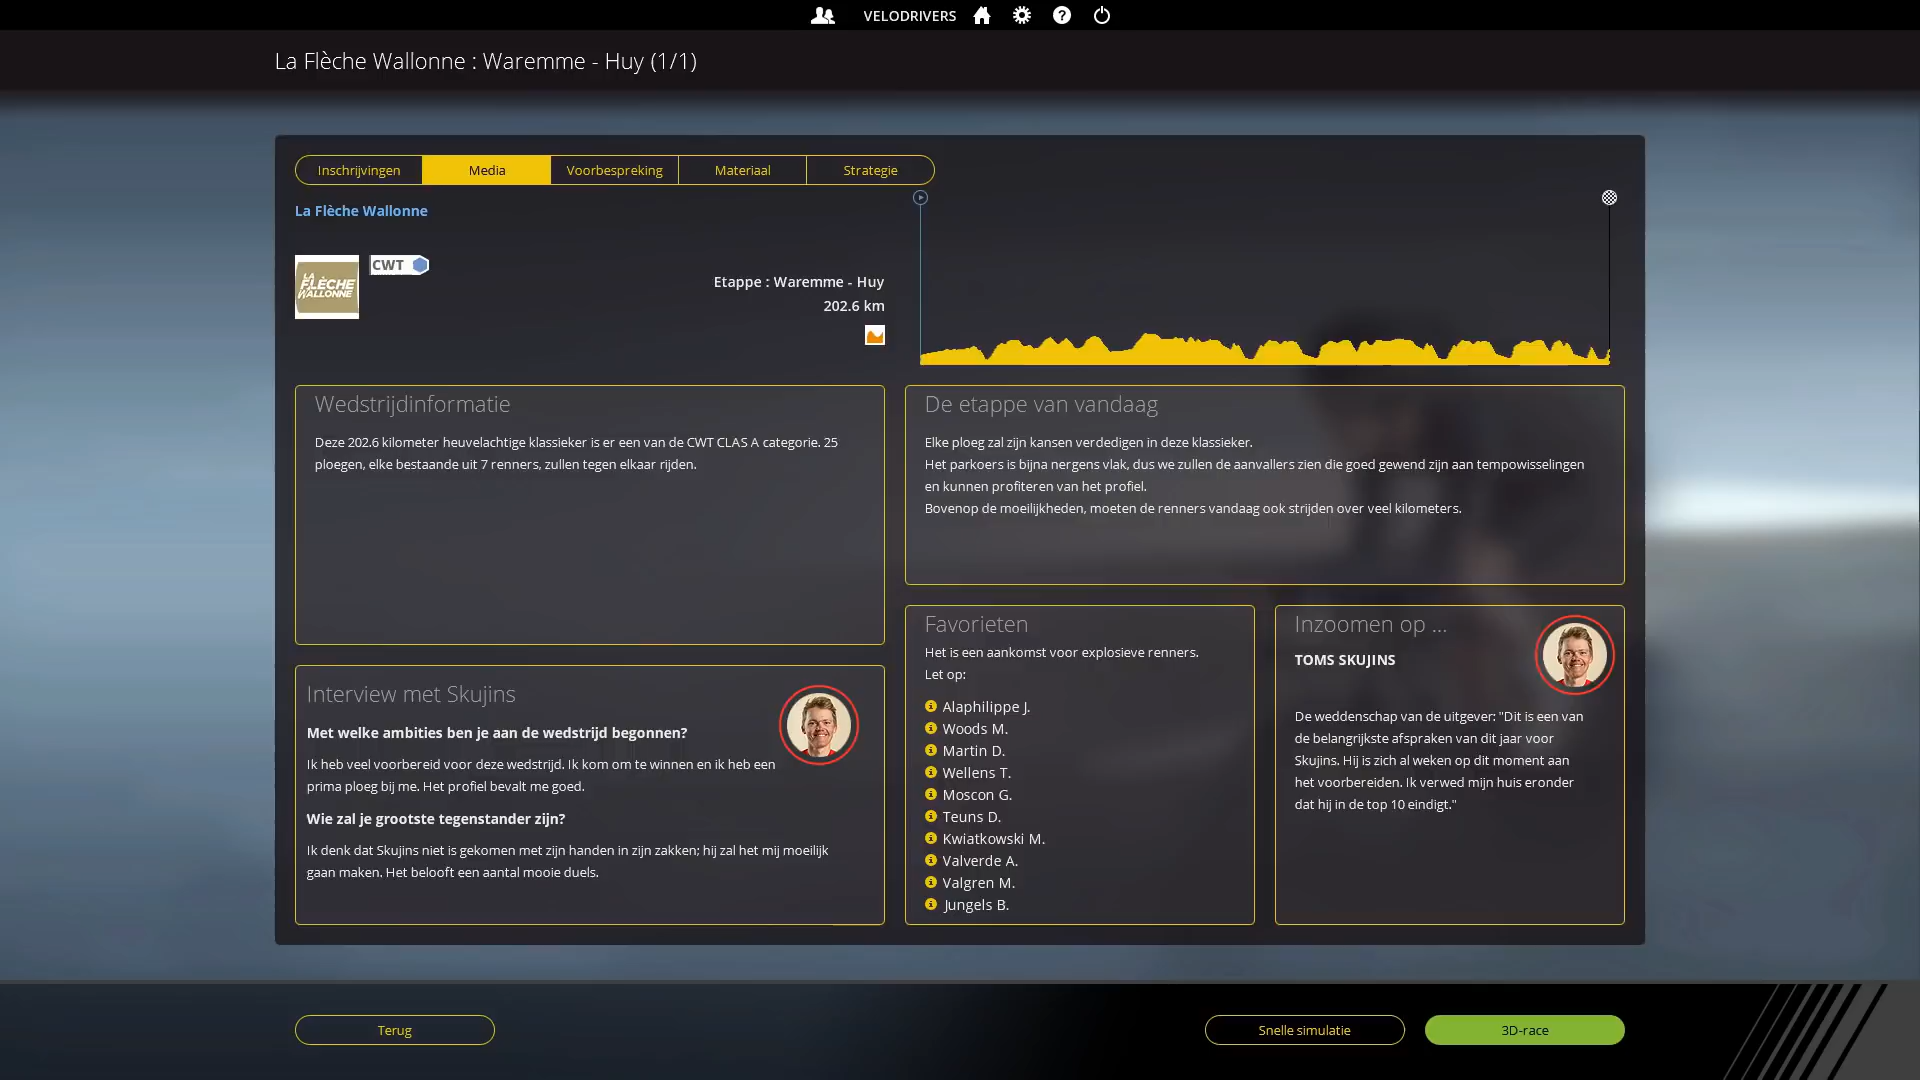 VELODRIVERS
La Flèche Wallonne : Waremme - Huy (1/1)
Inschrijvingen
Media
Voorbespreking
Materiaal
Strategie
La Flèche Wallonne
LA FLÈCHE WALLONNE
CWT
Etappe : Waremme - Huy
202.6 km
Wedstrijdinformatie
Deze 202.6 kilometer heuvelachtige klassieker is er een van de CWT CLAS A categorie. 25
ploegen, elke bestaande uit 7 renners, zullen tegen elkaar rijden.
De etappe van vandaag
Elke ploeg zal zijn kansen verdedigen in deze klassieker.
Het parkoers is bijna nergens vlak, dus we zullen de aanvallers zien die goed gewend zijn aan tempowisselingen
en kunnen profiteren van het profiel.
Bovenop de moeilijkheden, moeten de renners vandaag ook strijden over veel kilometers.
Interview met Skujins
Met welke ambities ben je aan de wedstrijd begonnen?
Ik heb veel voorbereid voor deze wedstrijd. Ik kom om te winnen en ik heb een
prima ploeg bij me. Het profiel bevalt me goed.
Wie zal je grootste tegenstander zijn?
Ik denk dat Skujins niet is gekomen met zijn handen in zijn zakken; hij zal het mij moeilijk
gaan maken. Het belooft een aantal mooie duels.
Favorieten
Het is een aankomst voor explosieve renners.
Let op:
Alaphilippe J.
Woods M.
Martin D.
Wellens T.
Moscon G.
Teuns D.
Kwiatkowski M.
Valverde A.
Valgren M.
Jungels B.
Inzoomen op ...
TOMS SKUJINS
De weddenschap van de uitgever: "Dit is een van
de belangrijkste afspraken van dit jaar voor
Skujins. Hij is zich al weken op dit moment aan
het voorbereiden. Ik verwed mijn huis eronder
dat hij in de top 10 eindigt."
Terug
Snelle simulatie
3D-race